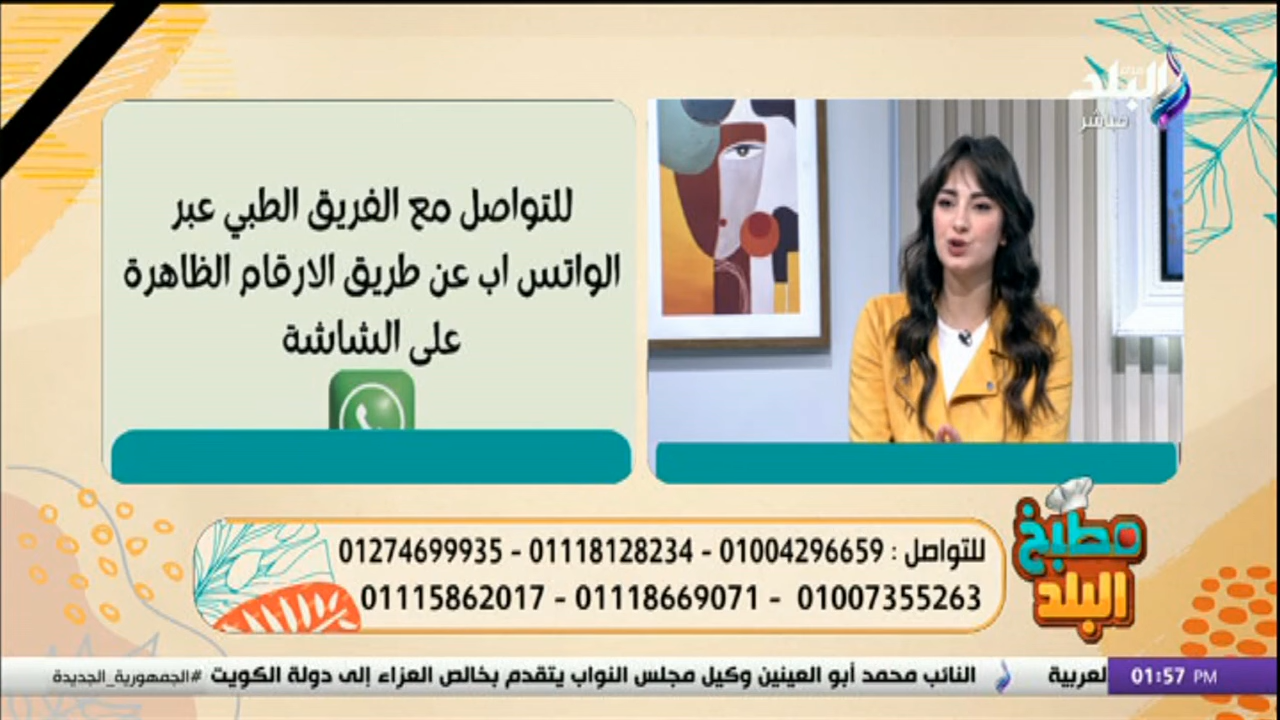 البلد
مباشر
للتواصل مع الفريق الطبي عبر
الواتس اب عن طريق الارقام الظاهرة
على الشاشة
للتواصل : 01004296659 - 01118128234 - 01274699935
01007355263 - 01118669071 - 01115862017
مطبخ
البلد
01:57 PM
لعربية
النائب محمد أبو العينين وكيل مجلس النواب يتقدم بخالص العزاء إلى دولة الكويت #الجمهورية_الجديدة